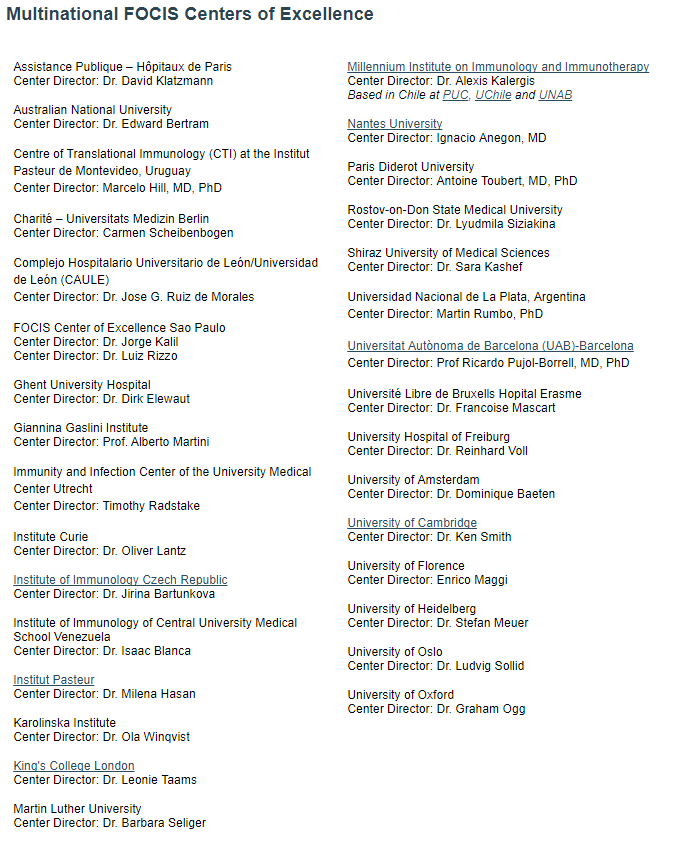 Multinational FOCIS Centers of Excellence
Assistance Publique – Hôpitaux de Paris
Center Director: Dr. David Klatzmann
Australian National University
Center Director: Dr. Edward Bertram
Centre of Translational Immunology (CTI) at the Institut
Pasteur de Montevideo, Uruguay
Center Director: Marcelo Hill, MD, PhD
Charité – Universitats Medizin Berlin
Center Director: Carmen Scheibenbogen
Complejo Hospitalario Universitario de León/Universidad
de León (CAULE)
Center Director: Dr. Jose G. Ruiz de Morales
FOCIS Center of Excellence Sao Paulo
Center Director: Dr. Jorge Kalil
Center Director: Dr. Luiz Rizzo
Ghent University Hospital
Center Director: Dr. Dirk Elewaut
Giannina Gaslini Institute
Center Director: Prof. Alberto Martini
Immunity and Infection Center of the University Medical
Center Utrecht
Center Director: Timothy Radstake
Institute Curie
Center Director: Dr. Oliver Lantz
Institute of Immunology Czech Republic
Center Director: Dr. Jirina Bartunkova
Institute of Immunology of Central University Medical
School Venezuela
Center Director: Dr. Isaac Blanca
Institut Pasteur
Center Director: Dr. Milena Hasan
Karolinska Institute
Center Director: Dr. Ola Winqvist
King's College London
Center Director: Dr. Leonie Taams
Martin Luther University
Center Director: Dr. Barbara Seliger
Millennium Institute on Immunology and Immunotherapy
Center Director: Dr. Alexis Kalergis
Based in Chile at PUC, UChile and UNAB
Nantes University
Center Director: Ignacio Anegon, MD
Paris Diderot University
Center Director: Antoine Toubert, MD, PhD
Rostov-on-Don State Medical University
Center Director: Dr. Lyudmila Siziakina
Shiraz University of Medical Sciences
Center Director: Dr. Sara Kashef
Universidad Nacional de La Plata, Argentina
Center Director: Martin Rumbo, PhD
Universitat Autònoma de Barcelona (UAB)-Barcelona
Center Director: Prof Ricardo Pujol-Borrell, MD, PhD
Université Libre de Bruxells Hopital Erasme
Center Director: Dr. Francoise Mascart
University Hospital of Freiburg
Center Director: Dr. Reinhard Voll
University of Amsterdam
Center Director: Dr. Dominique Baeten
University of Cambridge
Center Director: Dr. Ken Smith
University of Florence
Center Director: Enrico Maggi
University of Heidelberg
Center Director: Dr. Stefan Meuer
University of Oslo
Center Director: Dr. Ludvig Sollid
University of Oxford
Center Director: Dr. Graham Ogg